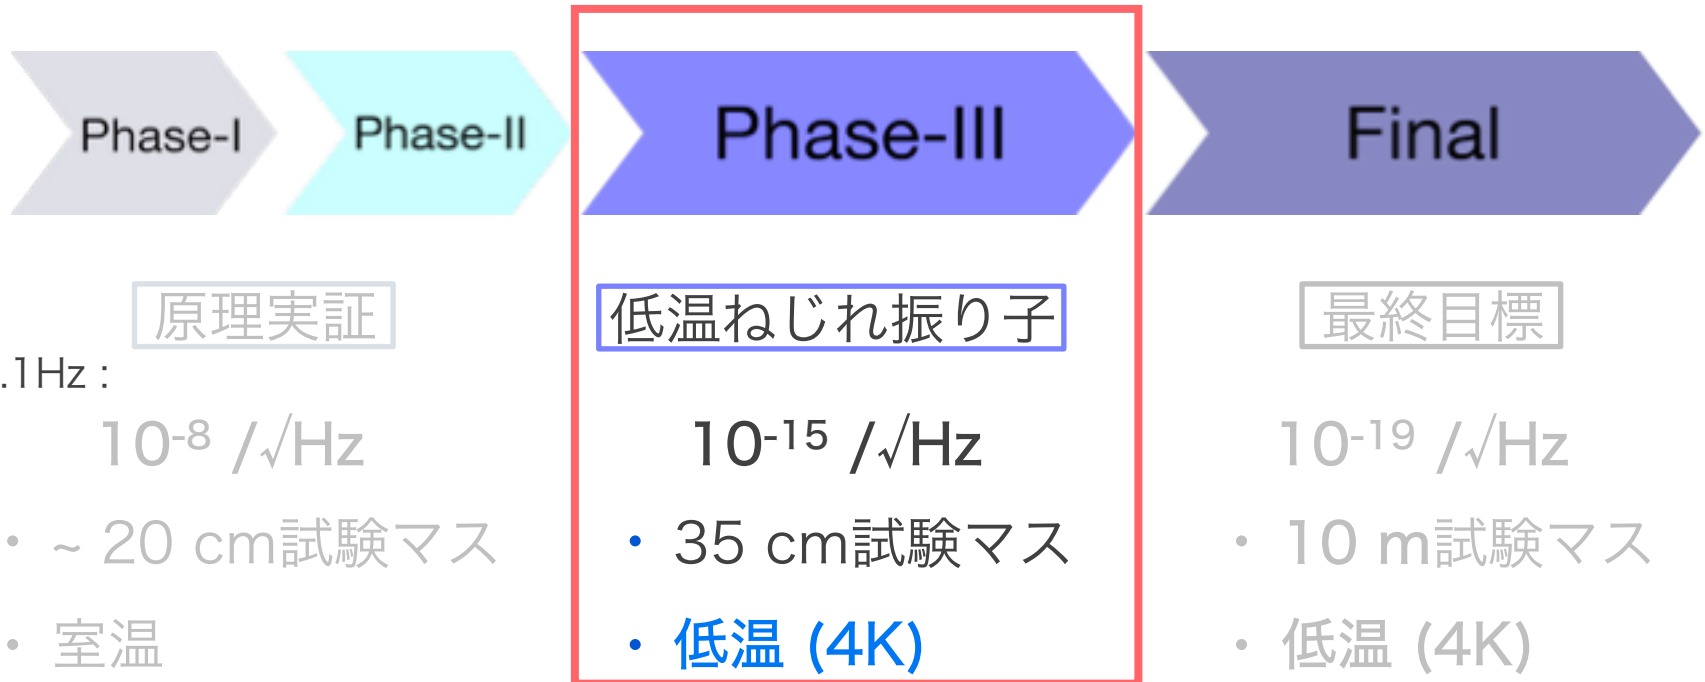 Phase-I Phase-II Phase-III Final
原理実証 低温ねじれ振り子 最終目標
.1Hz :
10-8 /√Hz 10-15 /√Hz 10-19 /√Hz
・ ~ 20 cm試験マス ・ 35 cm試験マス ・ 10 m試験マス
・ 室温 ・ 低温 (4K) ・ 低温 (4K)